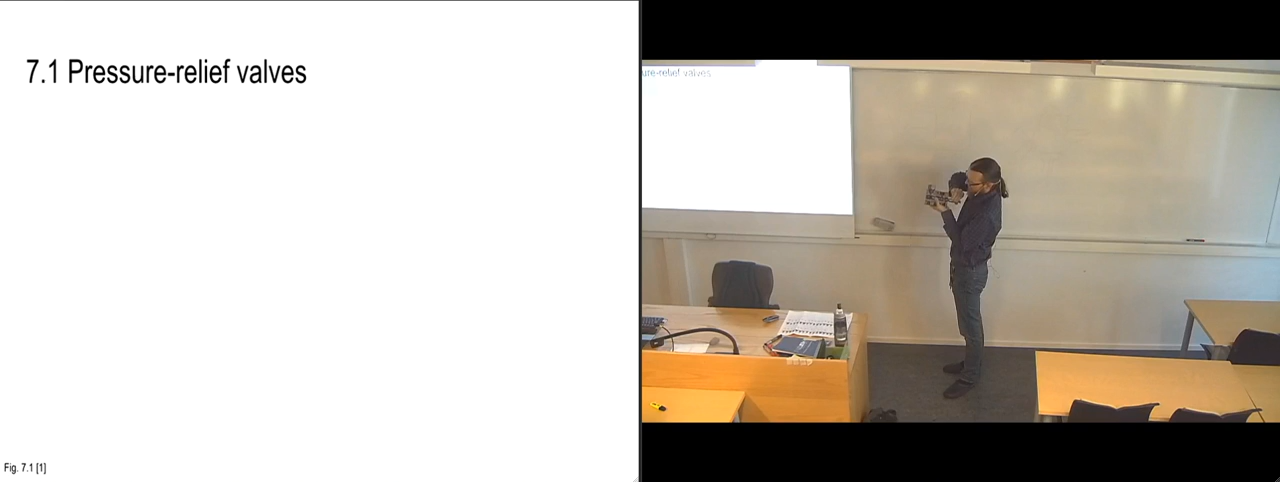 7.1 Pressure-relief valves
Fig. 7.1 [1]
ure-relief valves